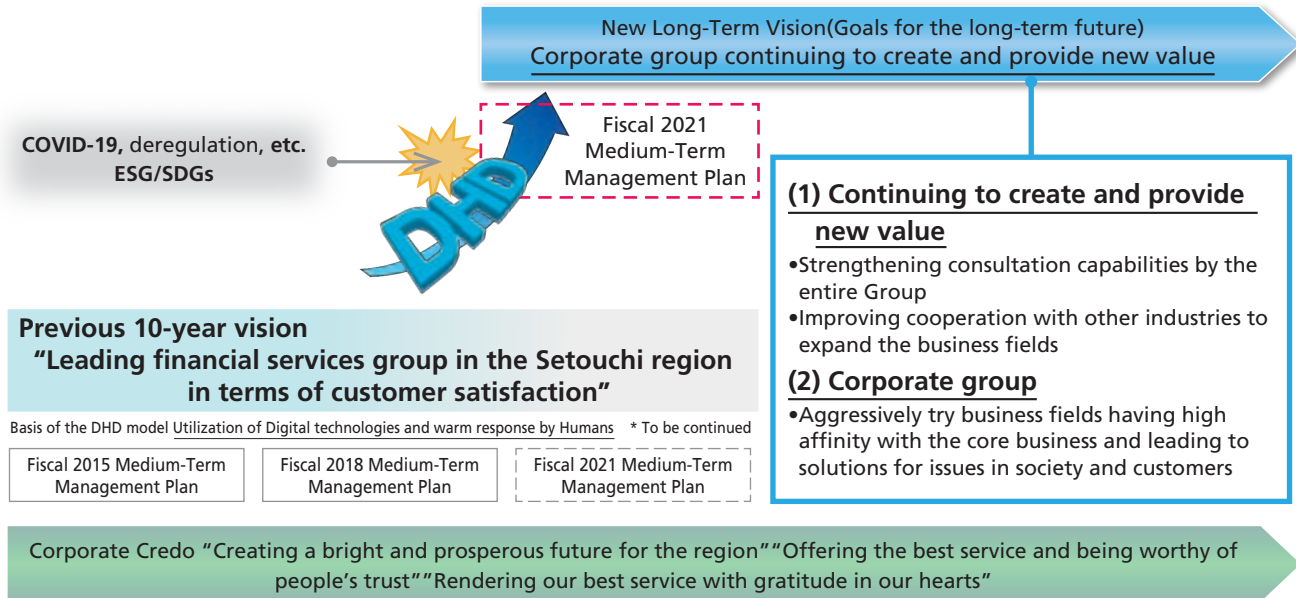 New Long-Term Vision(Goals for the long-term future)
Corporate group continuing to create and provide new value
COVID-19, deregulation, etc.
ESG/SDGs
DHD
Fiscal 2021
Medium-Term
Management Plan
(1) Continuing to create and provide
new value
•Strengthening consultation capabilities by the
entire Group
•Improving cooperation with other industries to
expand the business fields
(2) Corporate group
•Aggressively try business fields having high
affinity with the core business and leading to
solutions for issues in society and customers
Previous 10-year vision
“Leading financial services group in the Setouchi region
in terms of customer satisfaction”
Basis of the DHD model Utilization of Digital technologies and warm response by Humans * To be continued
Fiscal 2015 Medium-Term
Management Plan
Fiscal 2018 Medium-Term
Management Plan
Fiscal 2021 Medium-Term
Management Plan
Corporate Credo “Creating a bright and prosperous future for the region”“Offering the best service and being worthy of
people’s trust”“Rendering our best service with gratitude in our hearts”